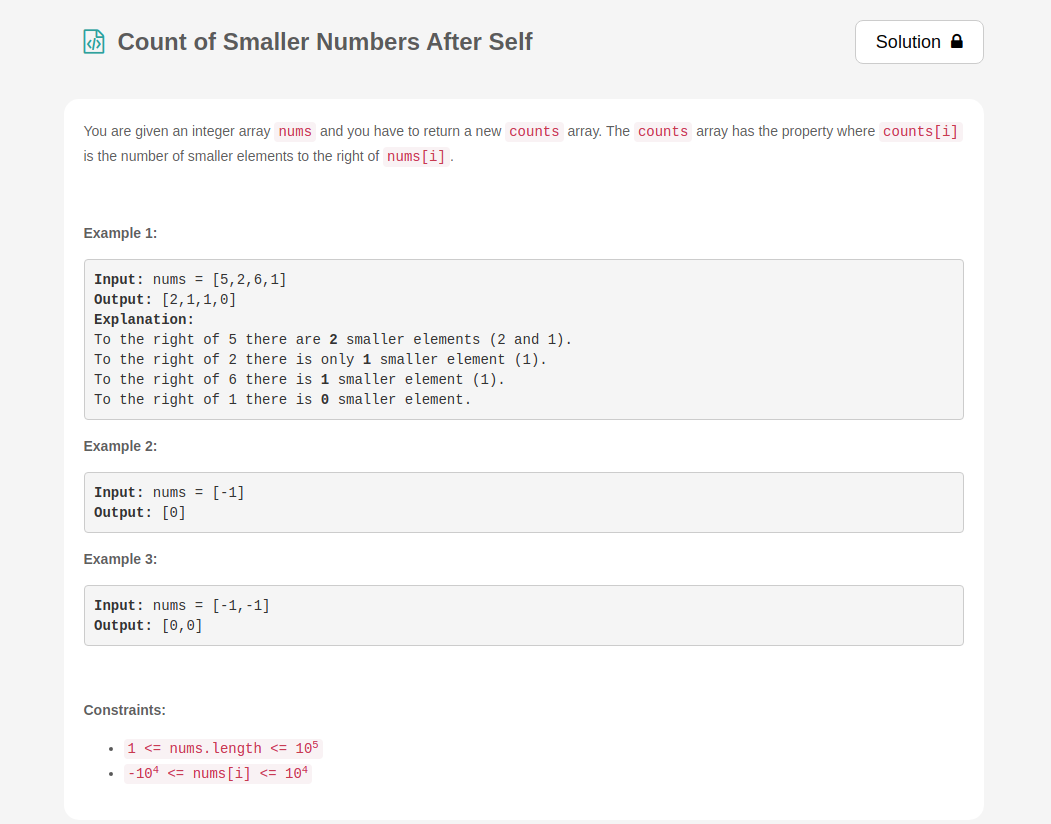 Count of Smaller Numbers After Self
Solution
You are given an integer array nums and you have to return a new counts array. The counts array has the property where counts[i]
is the number of smaller elements to the right of nums[i].
Example 1:
Input: nums = [5,2,6,1]
Output: [2,1,1,0]
Explanation:
To the right of 5 there are 2 smaller elements (2 and 1).
To the right of 2 there is only 1 smaller element (1).
To the right of 6 there is 1 smaller element (1).
To the right of 1 there is 0 smaller element.
Example 2:
Input: nums = [-1]
Output: [0]
Example 3:
Input: nums = [-1,-1]
Output: [0,0]
Constraints:
• 1 <= nums.length <= 10⁵
• -10⁴ <= nums[i] <= 10⁴